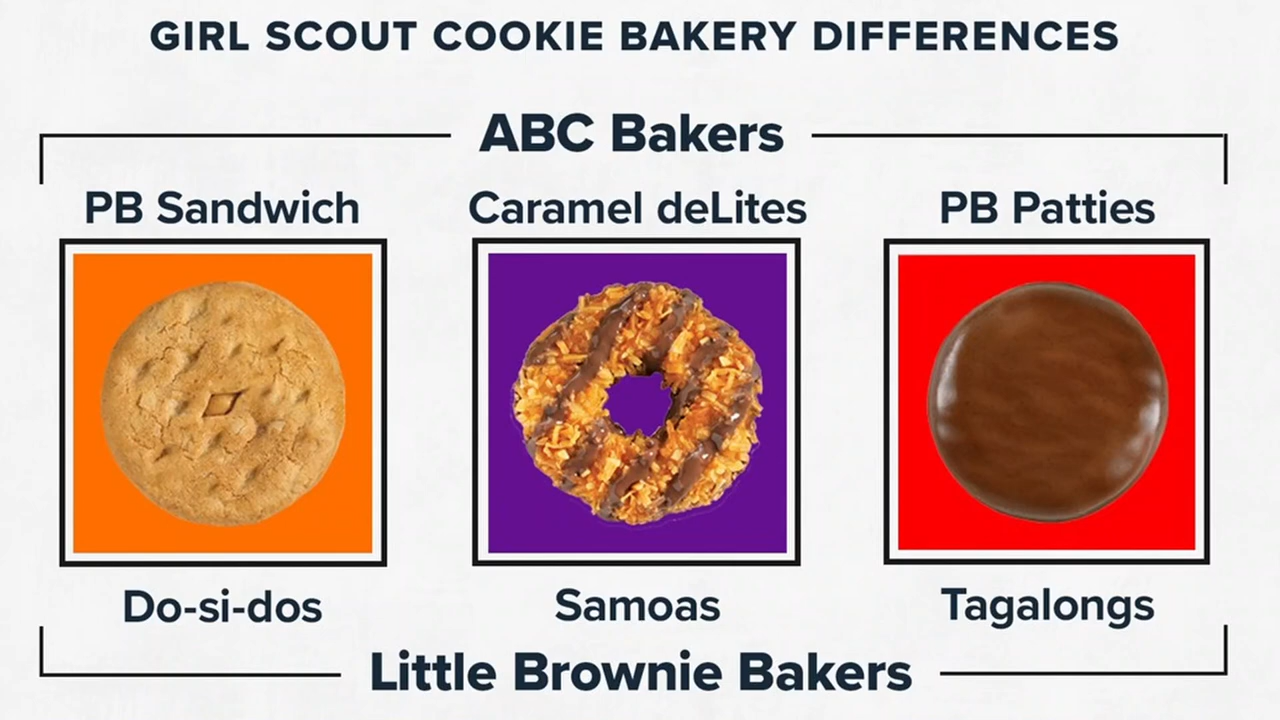 GIRL SCOUT COOKIE BAKERY DIFFERENCES
ABC Bakers
PB Sandwich
Caramel deLites
PB Patties
Do-si-dos
Samoas
Tagalongs
Little Brownie Bakers